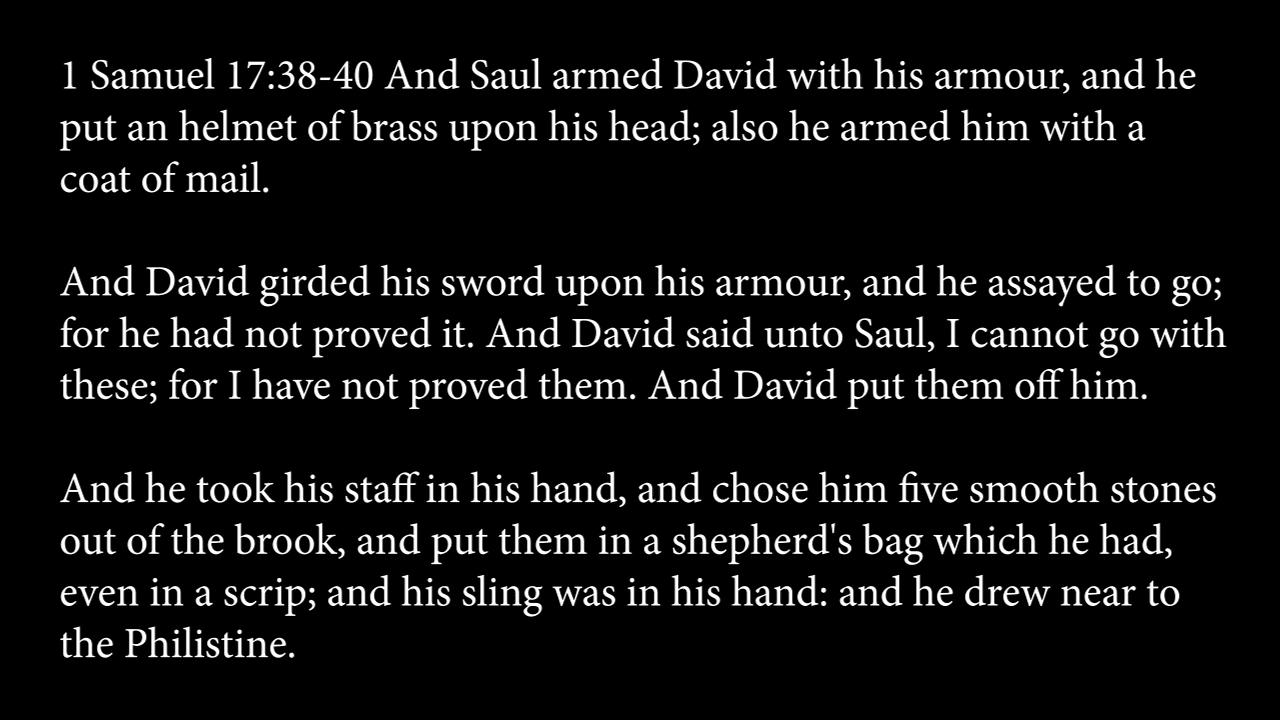 1 Samuel 17:38-40 And Saul armed David with his armour, and he
put an helmet of brass upon his head; also he armed him with a
coat of mail.
And David girded his sword upon his armour, and he assayed to go;
for he had not proved it. And David said unto Saul, I cannot go with
these; for I have not proved them. And David put them off him.
And he took his staff in his hand, and chose him five smooth stones
out of the brook, and put them in a shepherd's bag which he had,
even in a scrip; and his sling was in his hand: and he drew near to
the Philistine.